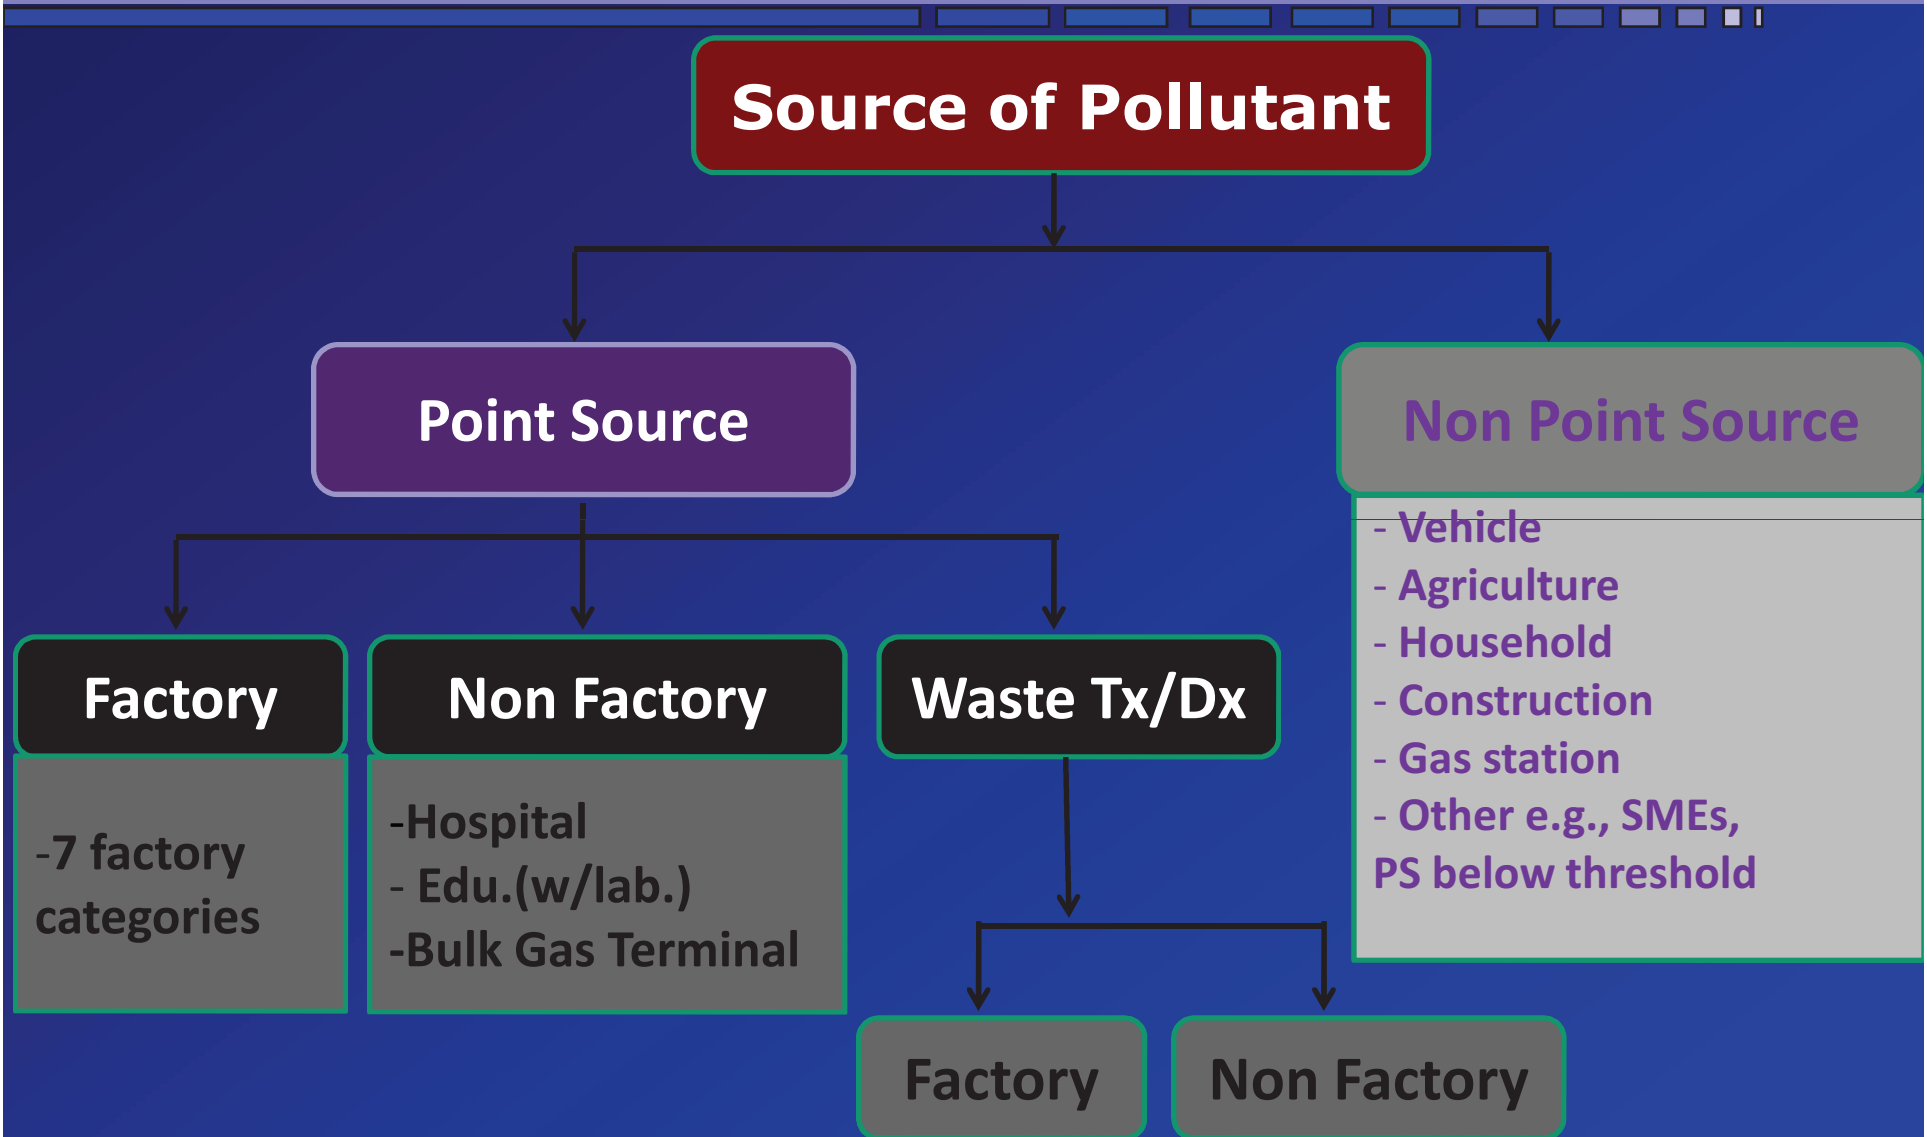 Source of Pollutant
Point Source
Non Point Source
- Vehicle
- Agriculture
- Household
- Construction
- Gas station
- Other e.g., SMEs,
PS below threshold
Factory
-7 factory
categories
Non Factory
-Hospital
- Edu.(w/lab.)
-Bulk Gas Terminal
Waste Tx/Dx
Factory
Non Factory